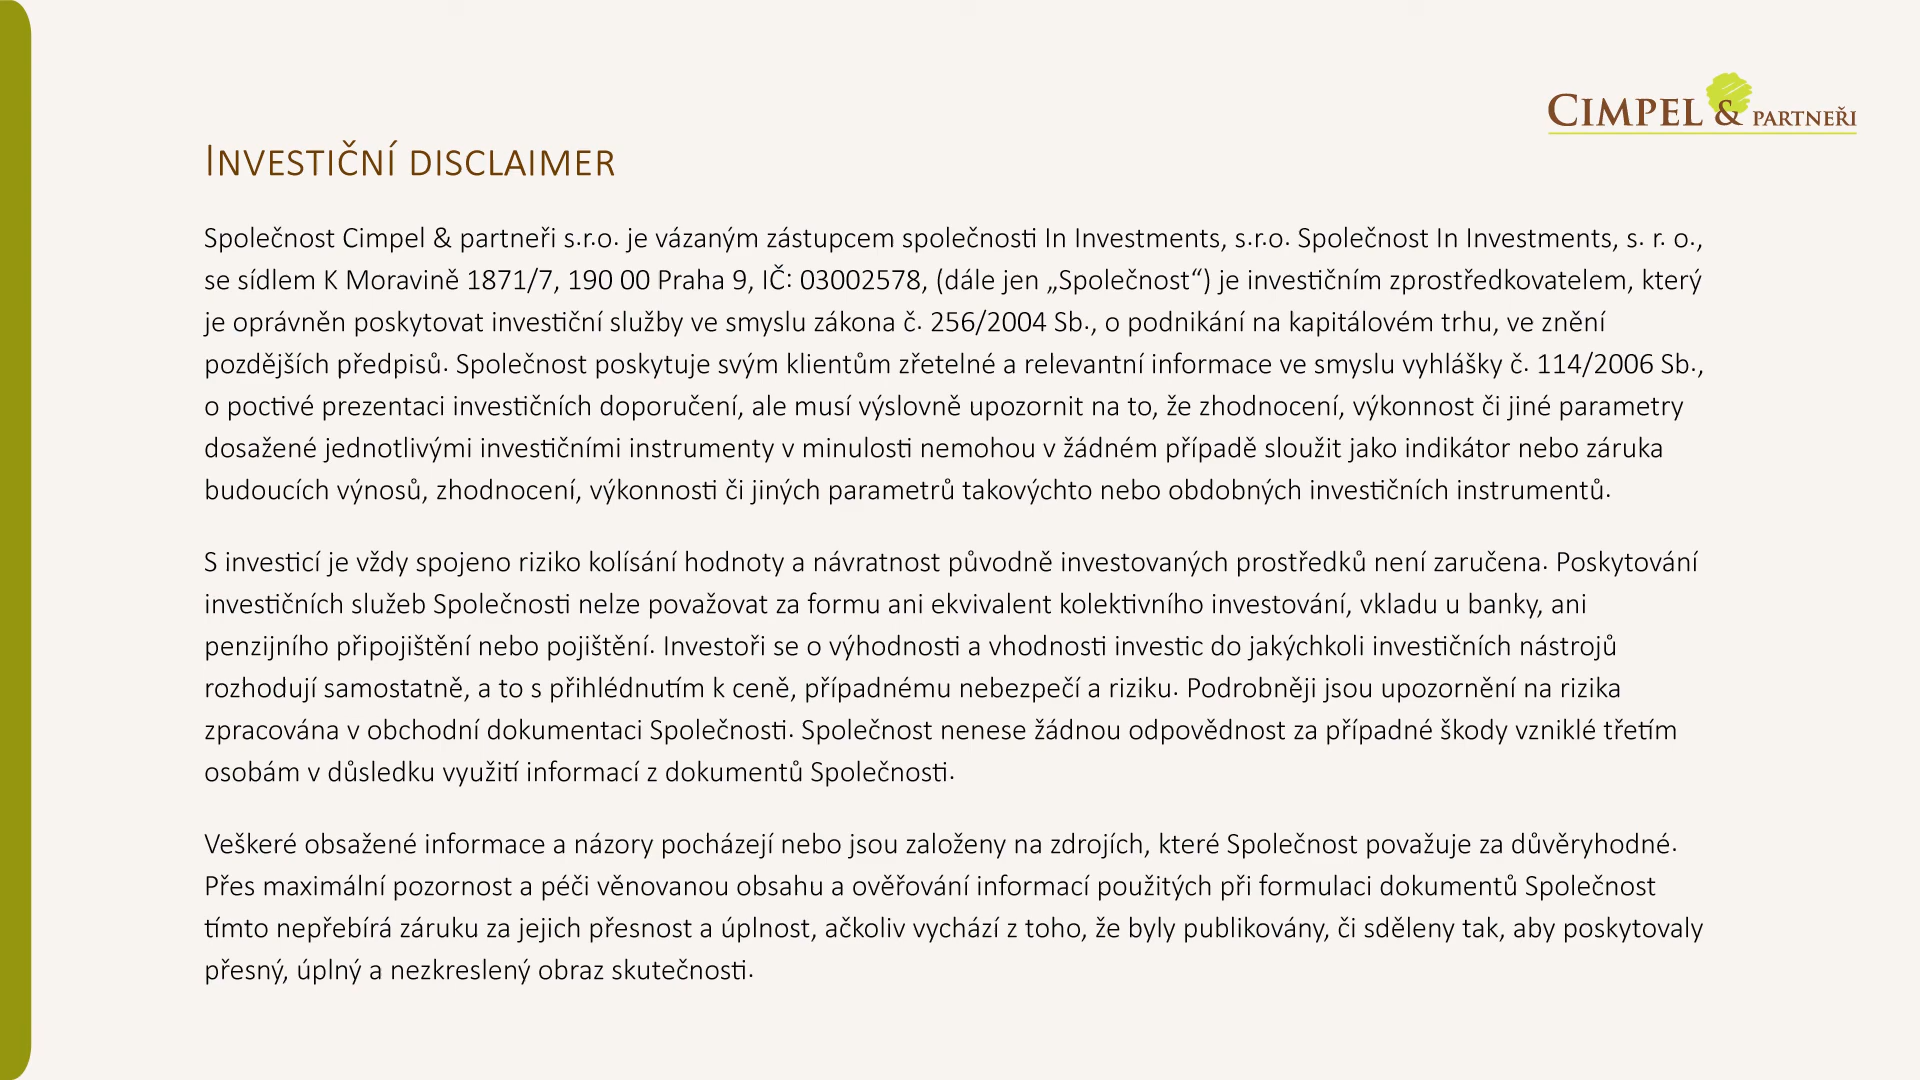 CIMPEL & PARTNEŘI
INVESTIČNÍ DISCLAIMER
Společnost Cimpel & partneři s.r.o. je vázaným zástupcem společnosti In Investments, s.r.o. Společnost In Investments, s. r. o.,
se sídlem K Moravině 1871/7, 190 00 Praha 9, IČ: 03002578, (dále jen „Společnost“) je investičním zprostředkovatelem, který
je oprávněn poskytovat investiční služby ve smyslu zákona č. 256/2004 Sb., o podnikání na kapitálovém trhu, ve znění
pozdějších předpisů. Společnost poskytuje svým klientům zřetelné a relevantní informace ve smyslu vyhlášky č. 114/2006 Sb.,
o poctivé prezentaci investičních doporučení, ale musí výslovně upozornit na to, že zhodnocení, výkonnost či jiné parametry
dosažené jednotlivými investičními instrumenty v minulosti nemohou v žádném případě sloužit jako indikátor nebo záruka
budoucích výnosů, zhodnocení, výkonnosti či jiných parametrů takovýchto nebo obdobných investičních instrumentů.
S investicí je vždy spojeno riziko kolísání hodnoty a návratnost původně investovaných prostředků není zaručena. Poskytování
investičních služeb Společnosti nelze považovat za formu ani ekvivalent kolektivního investování, vkladu u banky, ani
penzijního připojištění nebo pojištění. Investoři se o výhodnosti a vhodnosti investic do jakýchkoli investičních nástrojů
rozhodují samostatně, a to s přihlédnutím k ceně, případnému nebezpečí a riziku. Podrobněji jsou upozornění na rizika
zpracována v obchodní dokumentaci Společnosti. Společnost nenese žádnou odpovědnost za případné škody vzniklé třetím
osobám v důsledku využití informací z dokumentů Společnosti.
Veškeré obsažené informace a názory pocházejí nebo jsou založeny na zdrojích, které Společnost považuje za důvěryhodné.
Přes maximální pozornost a péči věnovanou obsahu a ověřování informací použitých při formulaci dokumentů Společnost
tímto nepřebírá záruku za jejich přesnost a úplnost, ačkoliv vychází z toho, že byly publikovány, či sděleny tak, aby poskytovaly
přesný, úplný a nezkreslený obraz skutečnosti.